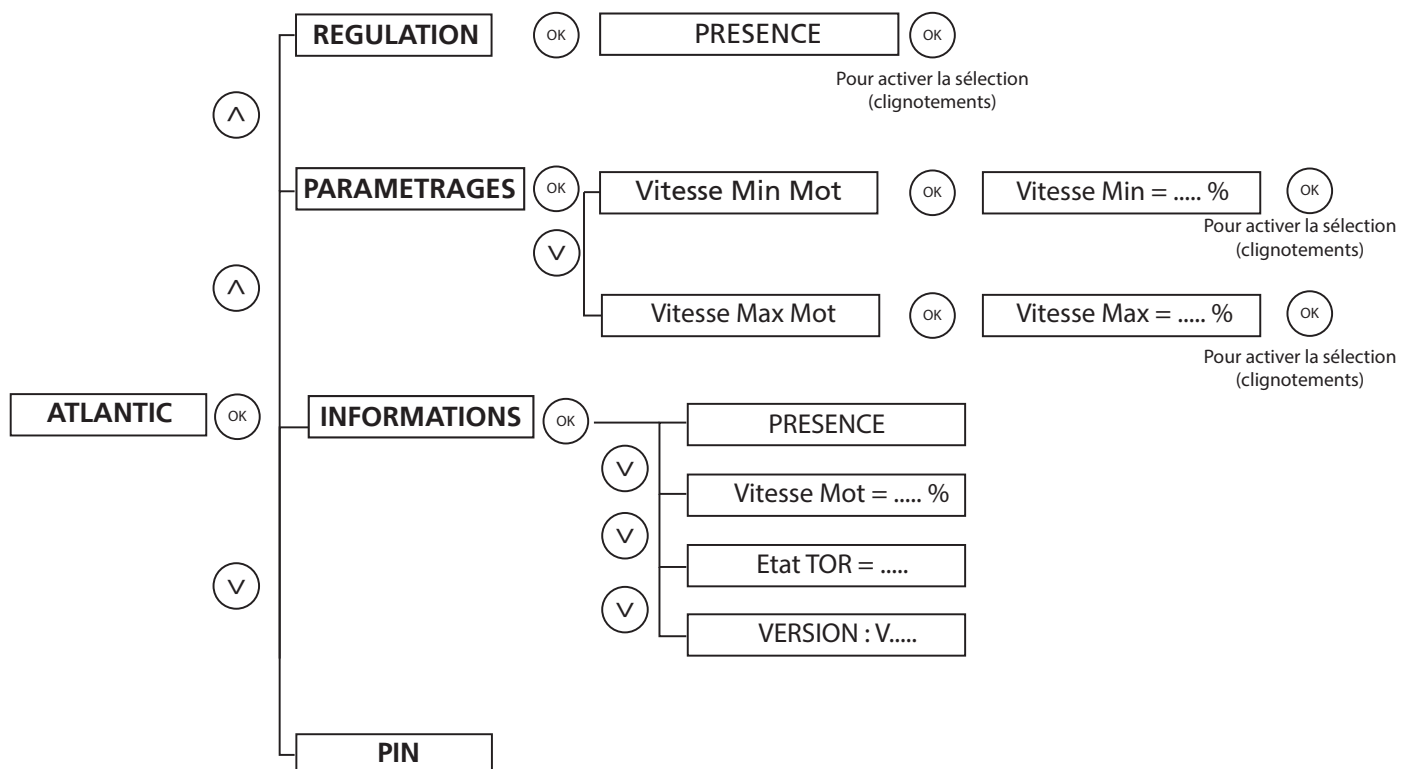 REGULATION OK PRESENCE OK
Pour activer la sélection
(clignotements)
PARAMETRAGES OK Vitesse Min Mot OK Vitesse Min = ..... % OK
Pour activer la sélection
(clignotements)
Vitesse Max Mot OK Vitesse Max = ..... % OK
Pour activer la sélection
(clignotements)
ATLANTIC OK INFORMATIONS OK PRESENCE
Vitesse Mot = ..... %
Etat TOR = .....
VERSION : V.....
PIN